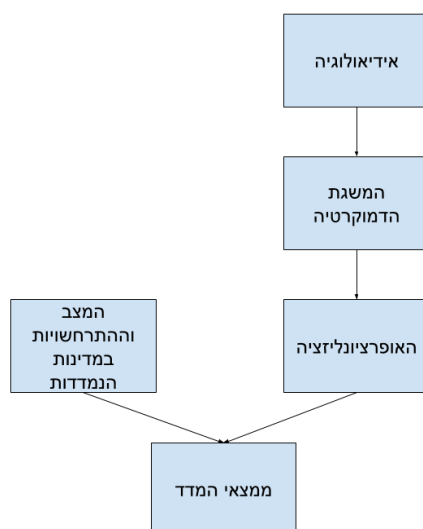 אידיאולוגיה
המשגת
הדמוקרטיה
המצב
וההתרחשויות
במדינות
הנמדדות
האופרציונליזציה
ממצאי המדד